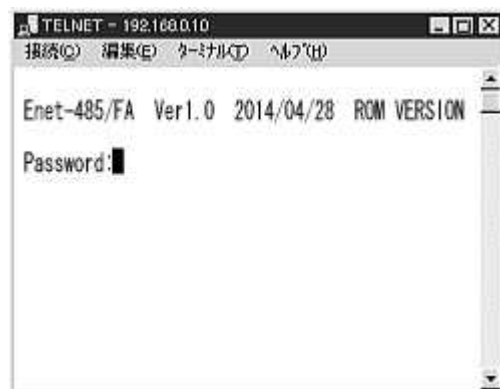 TELNET - 192.168.0.10
接続(C) 編集(E) ターミナル(T) ヘルプ(H)
Enet-485/FA Ver1.0 2014/04/28 ROM VERSION
Password: